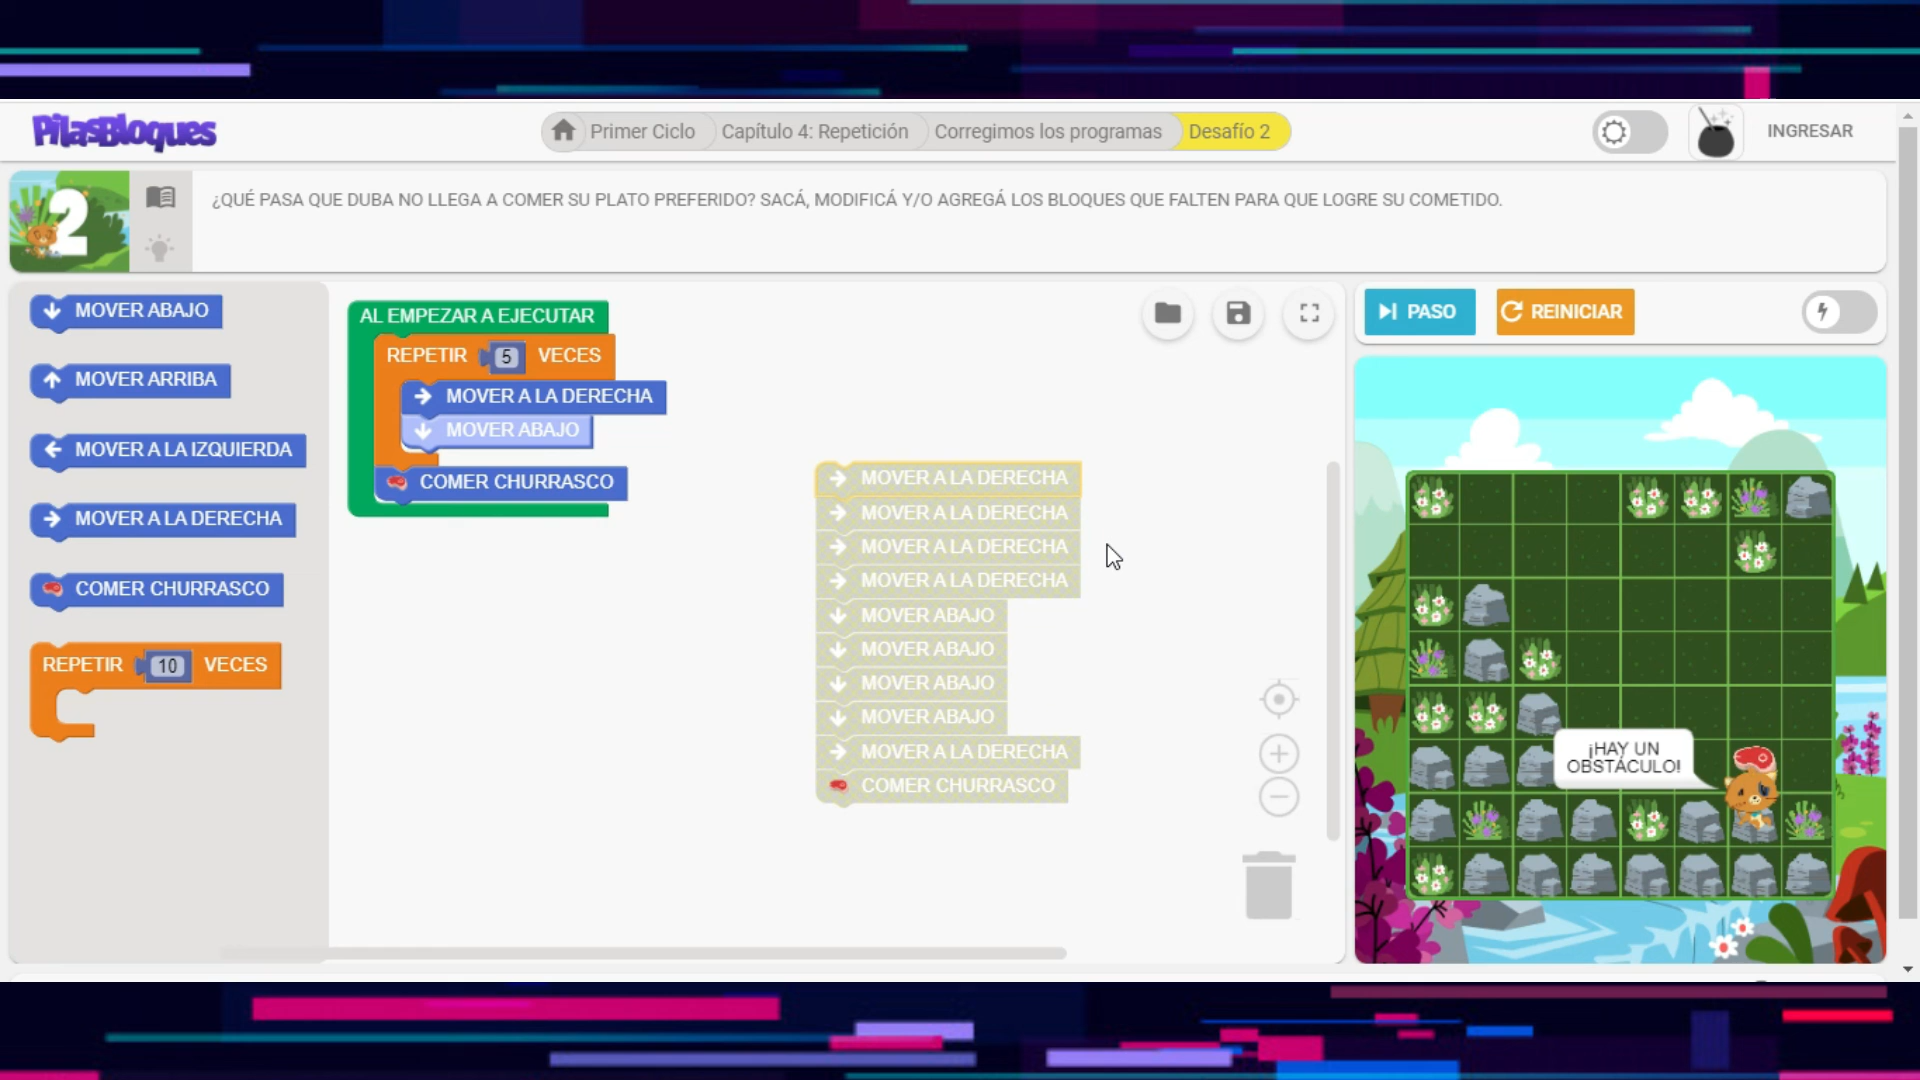 PilasBloques
Primer Ciclo
Capítulo 4: Repetición
Corregimos los programas
Desafío 2
INGRESAR
2
¿QUÉ PASA QUE DUBA NO LLEGA A COMER SU PLATO PREFERIDO? SACÁ, MODIFICÁ Y/O AGREGÁ LOS BLOQUES QUE FALTEN PARA QUE LOGRE SU COMETIDO.
MOVER ABAJO
MOVER ARRIBA
MOVER A LA IZQUIERDA
MOVER A LA DERECHA
COMER CHURRASCO
REPETIR 10 VECES
AL EMPEZAR A EJECUTAR
REPETIR 5 VECES
MOVER A LA DERECHA
MOVER ABAJO
COMER CHURRASCO
MOVER A LA DERECHA
MOVER A LA DERECHA
MOVER A LA DERECHA
MOVER A LA DERECHA
MOVER ABAJO
MOVER ABAJO
MOVER ABAJO
MOVER ABAJO
MOVER A LA DERECHA
COMER CHURRASCO
PASO
REINICIAR
¡HAY UN
OBSTÁCULO!